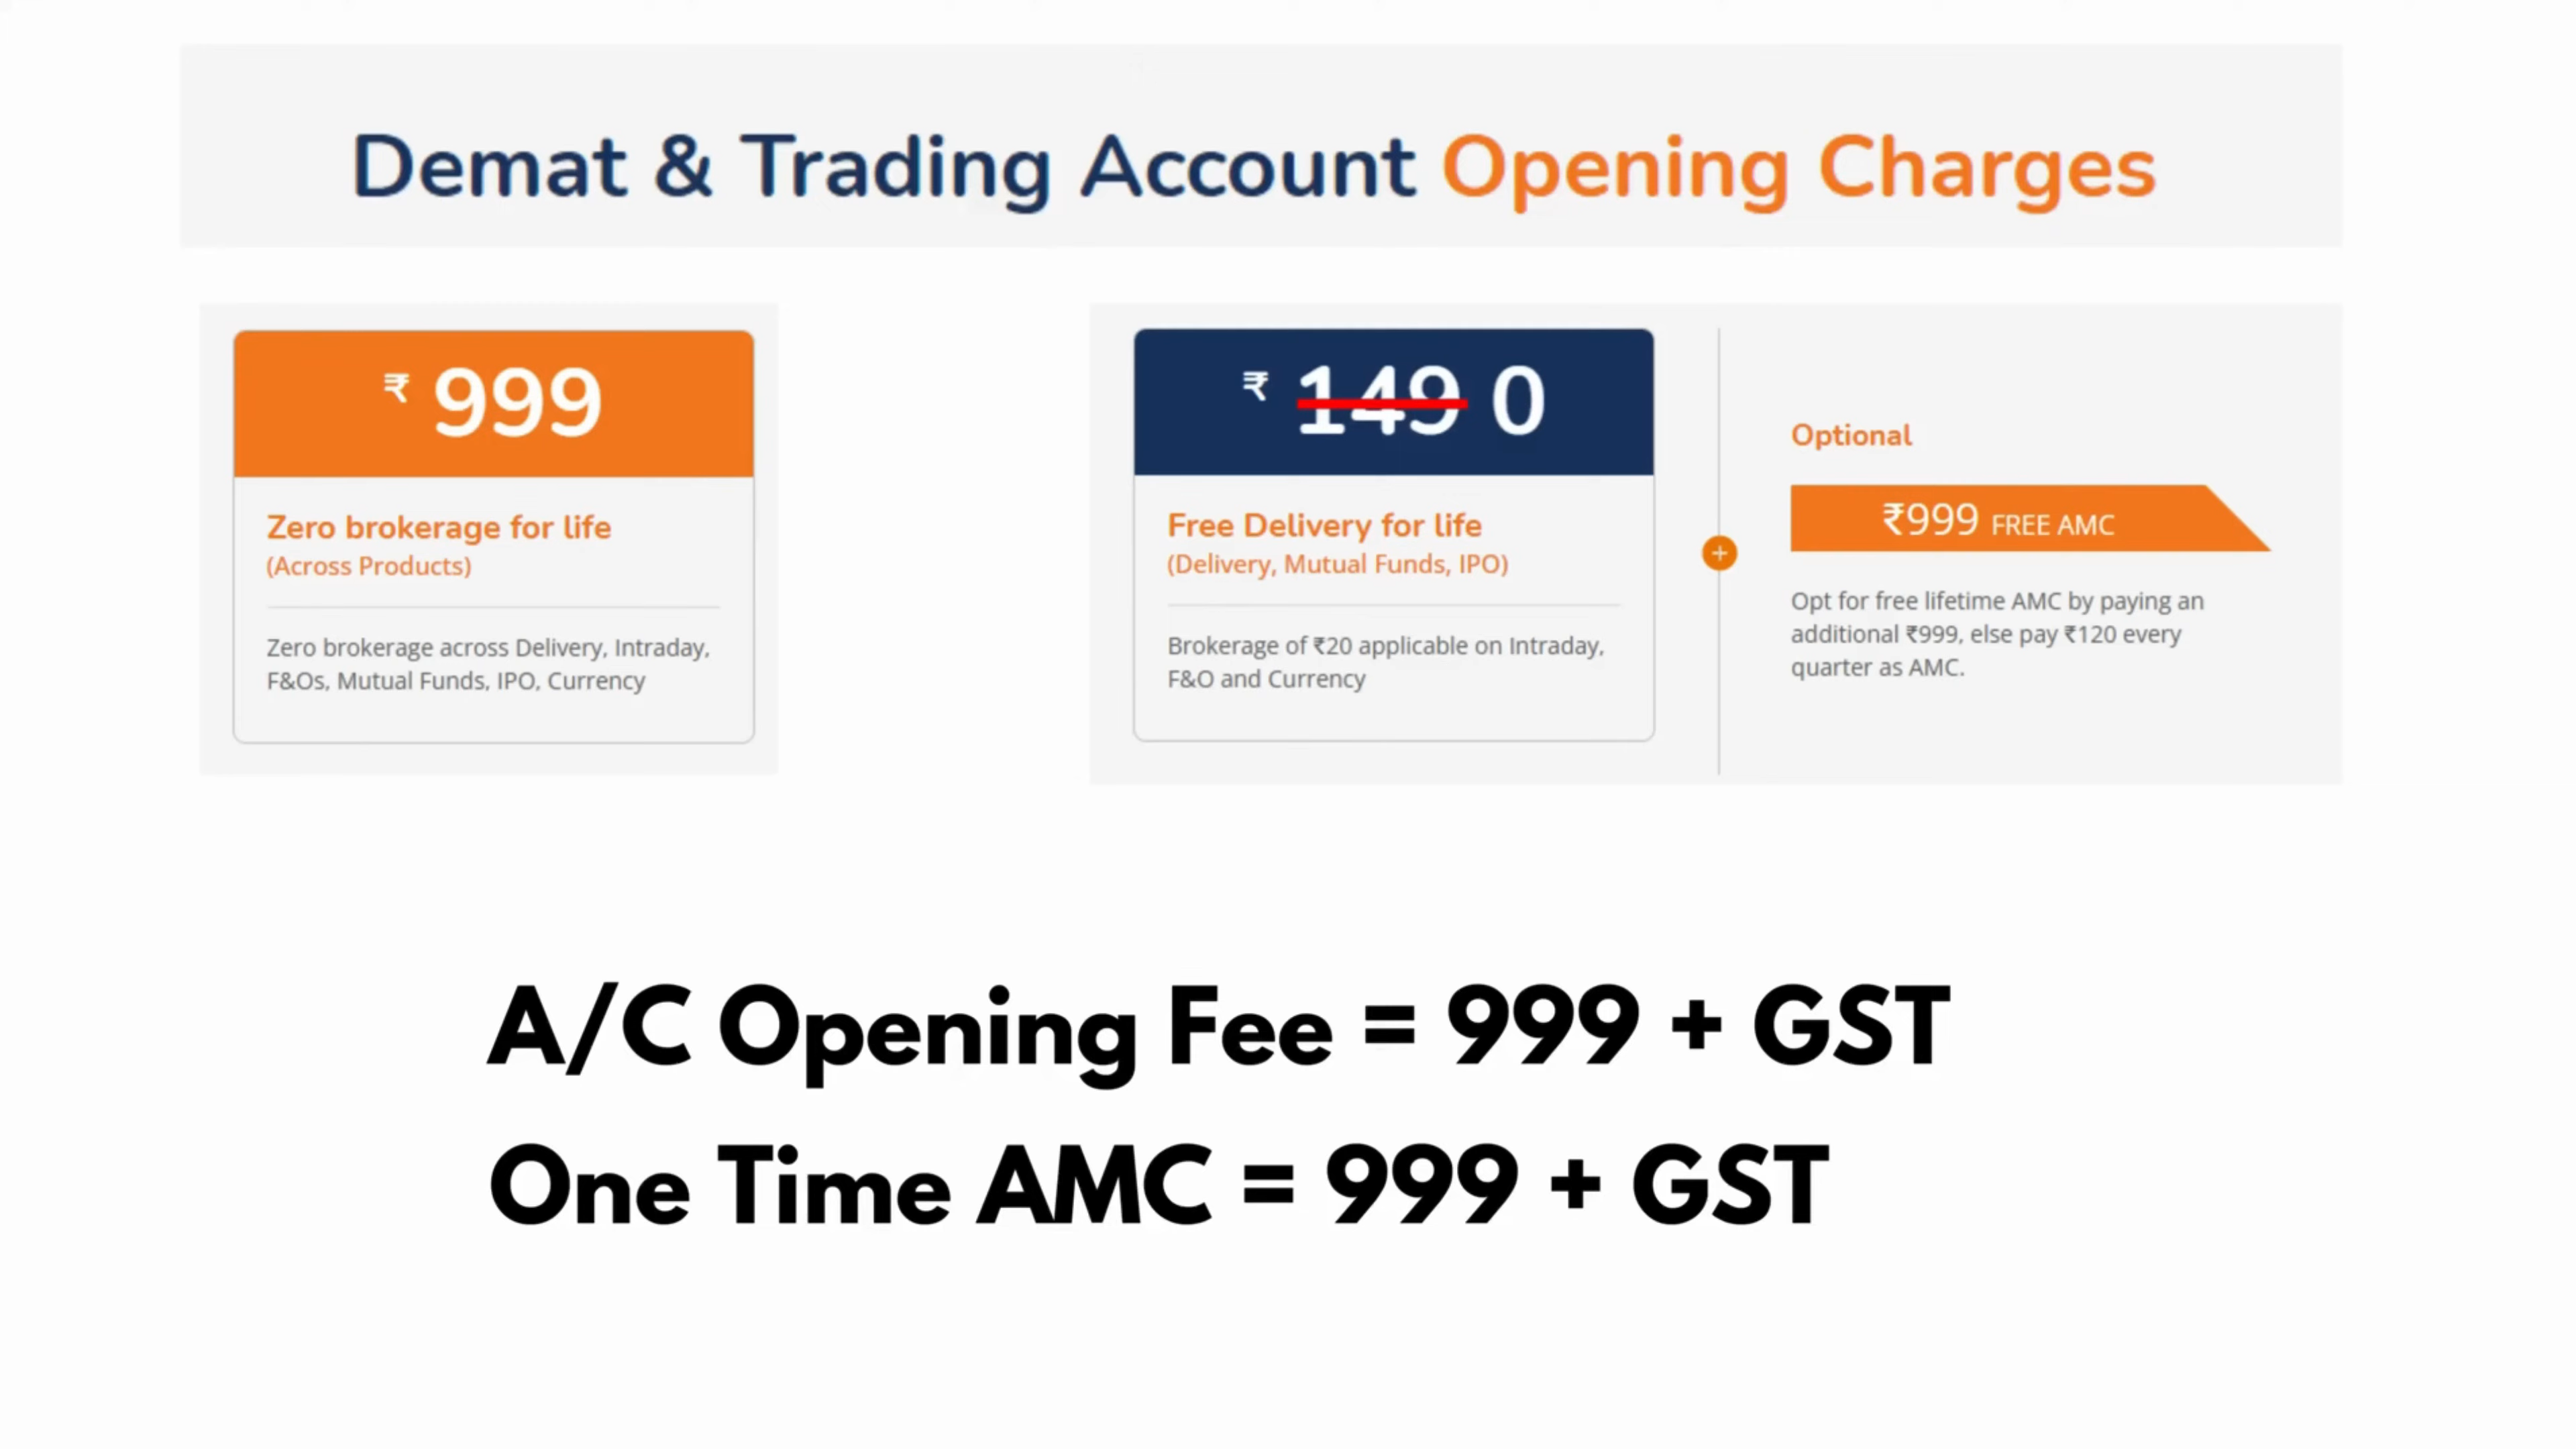 Demat & Trading Account Opening Charges
₹ 999
Zero brokerage for life
(Across Products)
Zero brokerage across Delivery, Intraday,
F&Os, Mutual Funds, IPO, Currency
₹ 149 0
Free Delivery for life
(Delivery, Mutual Funds, IPO)
Brokerage of ₹20 applicable on Intraday,
F&O and Currency
+
Optional
₹999 FREE AMC
Opt for free lifetime AMC by paying an
additional ₹999, else pay ₹120 every
quarter as AMC.
A/C Opening Fee = 999 + GST
One Time AMC = 999 + GST